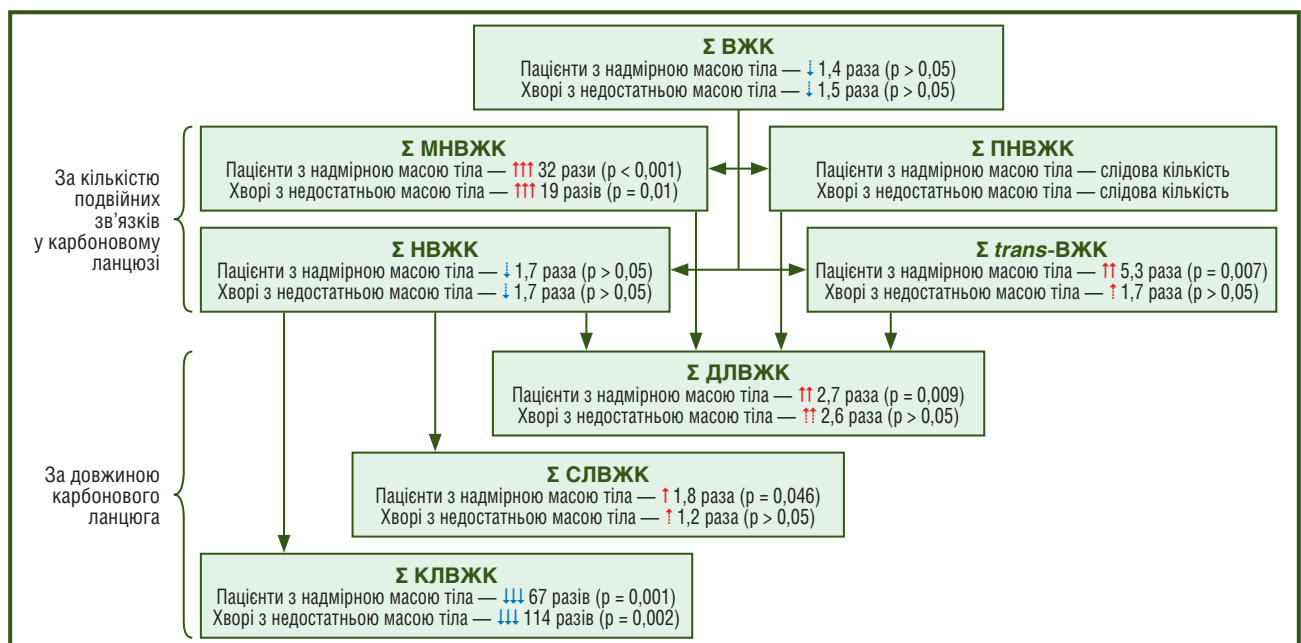 Σ ВЖК
Пацієнти з надмірною масою тіла — ↓ 1,4 раза (p > 0,05)
Хворі з недостатньою масою тіла — ↓ 1,5 раза (p > 0,05)
За кількістю
подвійних
зв’язків
у карбоновому
ланцюзі
Σ МНВЖК
Пацієнти з надмірною масою тіла — ↑↑↑ 32 рази (p < 0,001)
Хворі з недостатньою масою тіла — ↑↑↑ 19 разів (p = 0,01)
Σ ПНВЖК
Пацієнти з надмірною масою тіла — слідова кількість
Хворі з недостатньою масою тіла — слідова кількість
Σ НВЖК
Пацієнти з надмірною масою тіла — ↓ 1,7 раза (p > 0,05)
Хворі з недостатньою масою тіла — ↓ 1,7 раза (p > 0,05)
Σ trans-ВЖК
Пацієнти з надмірною масою тіла — ↑↑ 5,3 раза (p = 0,007)
Хворі з недостатньою масою тіла — ↑ 1,7 раза (p > 0,05)
За довжиною
карбонового
ланцюга
Σ ДЛВЖК
Пацієнти з надмірною масою тіла — ↑↑ 2,7 раза (p = 0,009)
Хворі з недостатньою масою тіла — ↑↑ 2,6 раза (p > 0,05)
Σ СЛВЖК
Пацієнти з надмірною масою тіла — ↑ 1,8 раза (p = 0,046)
Хворі з недостатньою масою тіла — ↑ 1,2 раза (p > 0,05)
Σ КЛВЖК
Пацієнти з надмірною масою тіла — ↓↓↓ 67 разів (p = 0,001)
Хворі з недостатньою масою тіла — ↓↓↓ 114 разів (p = 0,002)